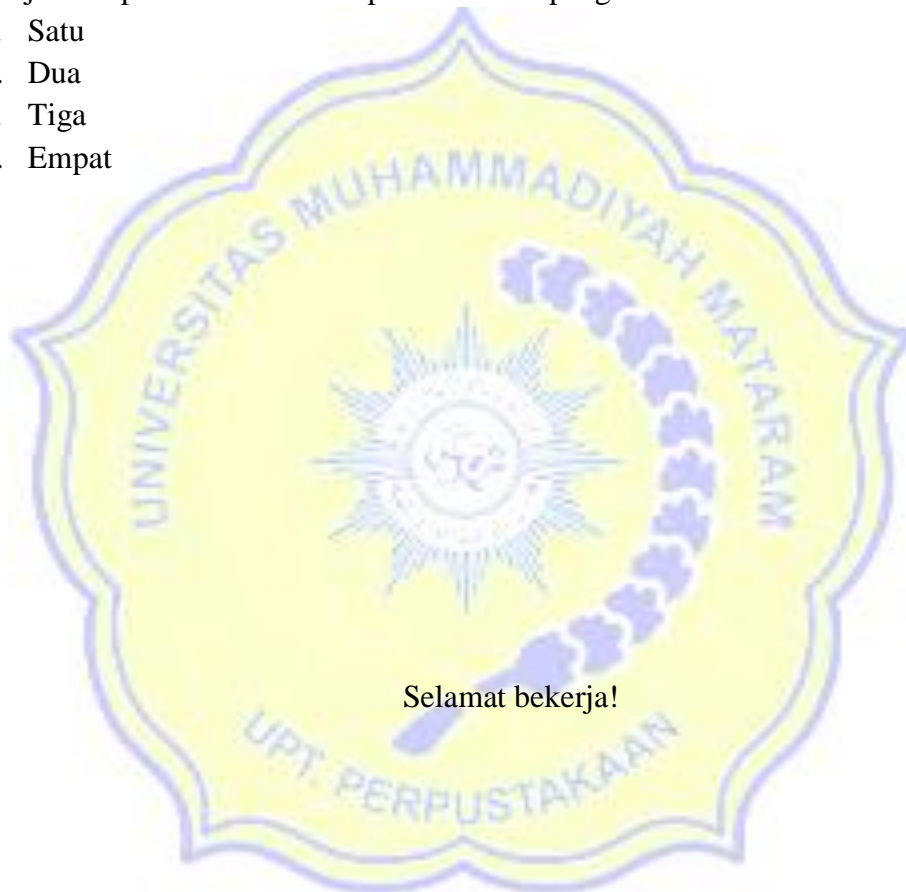 . Satu
. Dua
. Tiga
. Empat
UNIVERSITAS MUHAMMADIYAH MATARAM
Selamat bekerja!
UPT. PERPUSTAKAAN